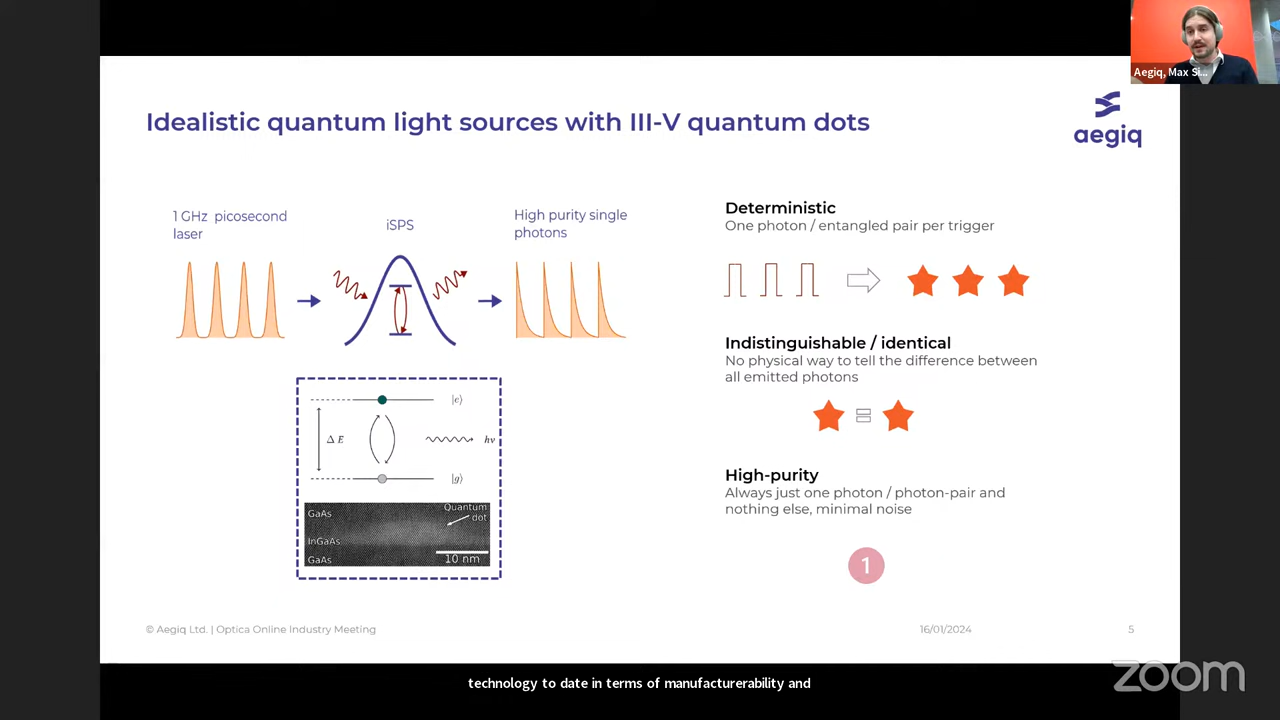 Aegiq, Max Si...
Idealistic quantum light sources with III-V quantum dots
aegiq
1 GHz picosecond
laser
iSPS
High purity single
photons
Deterministic
One photon / entangled pair per trigger
Indistinguishable / identical
No physical way to tell the difference between
all emitted photons
=
|e⟩
Δ E
hν
|g⟩
GaAs
Quantum
dot
InGaAs
10 nm
GaAs
High-purity
Always just one photon / photon-pair and
nothing else, minimal noise
1
© Aegiq Ltd. | Optica Online Industry Meeting
16/01/2024
5
technology to date in terms of manufacturerability and
zoom